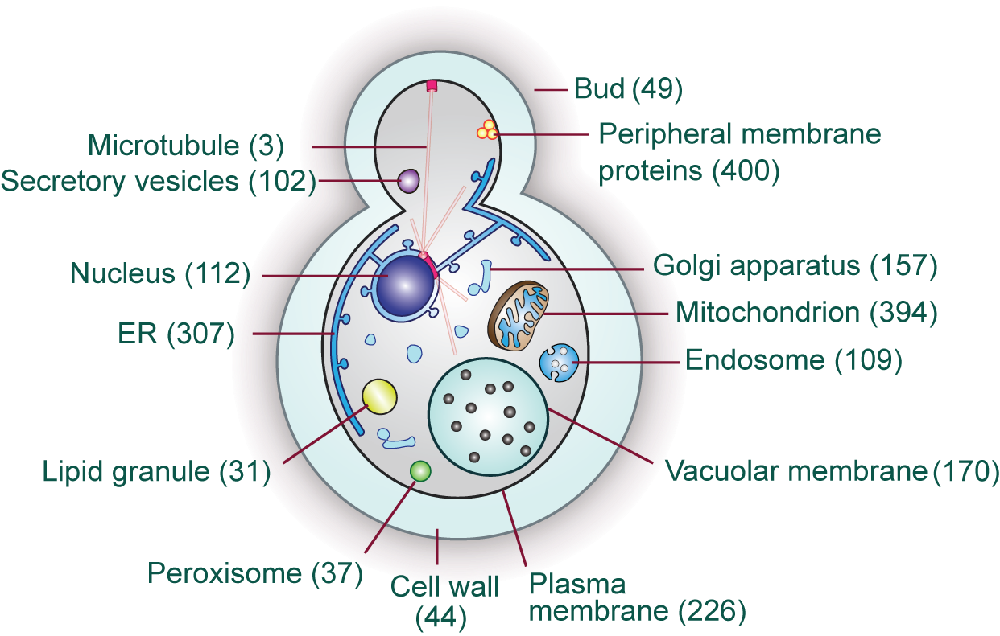 Bud (49)
Microtubule (3)
Peripheral membrane
proteins (400)
Secretory vesicles (102)
Nucleus (112)
Golgi apparatus (157)
Mitochondrion (394)
ER (307)
Endosome (109)
Lipid granule (31)
Vacuolar membrane (170)
Peroxisome (37)
Cell wall
(44)
Plasma
membrane (226)